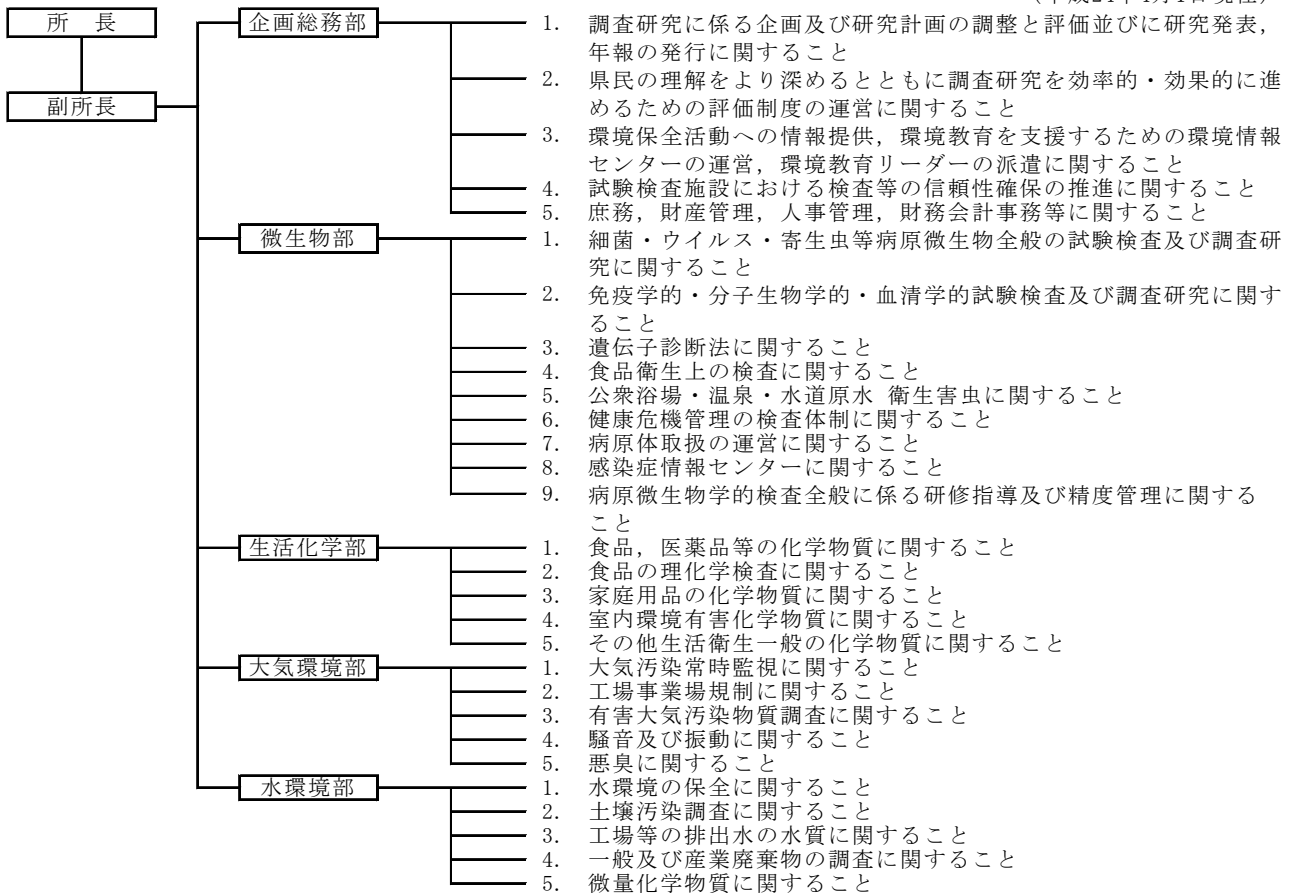 所 長
副所長
企画総務部
1. 調査研究に係る企画及び研究計画の調整と評価並びに研究発表,
年報の発行に関すること
2. 県民の理解をより深めるとともに調査研究を効率的・効果的に進
めるための評価制度の運営に関すること
3. 環境保全活動への情報提供,環境教育を支援するための環境情報
センターの運営,環境教育リーダーの派遣に関すること
4. 試験検査施設における検査等の信頼性確保の推進に関すること
5. 庶務,財産管理,人事管理,財務会計事務等に関すること
微生物部
1. 細菌・ウイルス・寄生虫等病原微生物全般の試験検査及び調査研
究に関すること
2. 免疫学的・分子生物学的・血清学的試験検査及び調査研究に関す
ること
3. 遺伝子診断法に関すること
4. 食品衛生上の検査に関すること
5. 公衆浴場・温泉・水道原水 衛生害虫に関すること
6. 健康危機管理の検査体制に関すること
7. 病原体取扱の運営に関すること
8. 感染症情報センターに関すること
9. 病原微生物学的検査全般に係る研修指導及び精度管理に関する
こと
生活化学部
1. 食品,医薬品等の化学物質に関すること
2. 食品の理化学検査に関すること
3. 家庭用品の化学物質に関すること
4. 室内環境有害化学物質に関すること
5. その他生活衛生一般の化学物質に関すること
大気環境部
1. 大気汚染常時監視に関すること
2. 工場事業場規制に関すること
3. 有害大気汚染物質調査に関すること
4. 騒音及び振動に関すること
5. 悪臭に関すること
水環境部
1. 水環境の保全に関すること
2. 土壌汚染調査に関すること
3. 工場等の排出水の水質に関すること
4. 一般及び産業廃棄物の調査に関すること
5. 微量化学物質に関すること